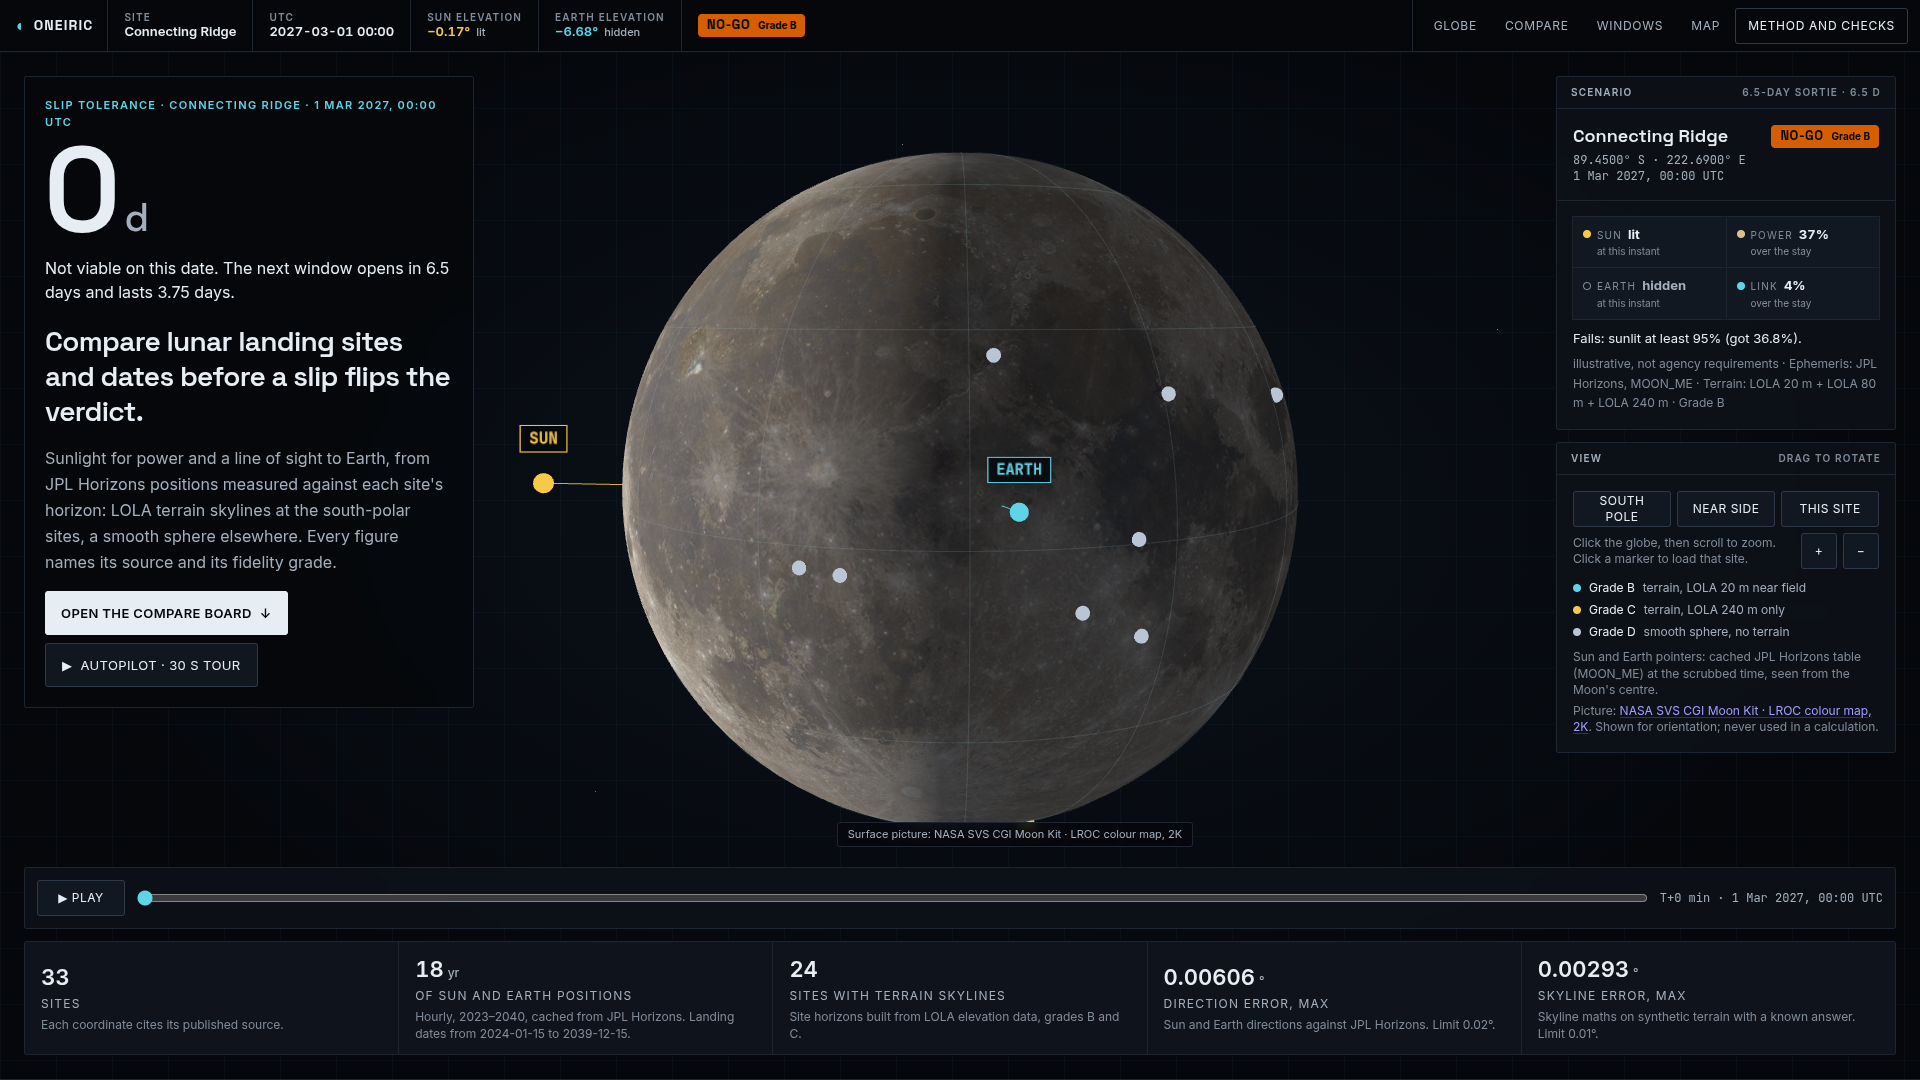 ONEIRIC
SITE
Connecting Ridge
UTC
2027-03-01 00:00
SUN ELEVATION
−0.17° lit
EARTH ELEVATION
−6.68° hidden
NO-GO Grade B
GLOBE
COMPARE
WINDOWS
MAP
METHOD AND CHECKS
SLIP TOLERANCE · CONNECTING RIDGE · 1 MAR 2027, 00:00
UTC
0 d
Not viable on this date. The next window opens in 6.5
days and lasts 3.75 days.
Compare lunar landing sites
and dates before a slip flips the
verdict.
Sunlight for power and a line of sight to Earth, from
JPL Horizons positions measured against each site's
horizon: LOLA terrain skylines at the south-polar
sites, a smooth sphere elsewhere. Every figure
names its source and its fidelity grade.
OPEN THE COMPARE BOARD ↓
▶ AUTOPILOT · 30 S TOUR
SUN
EARTH
Surface picture: NASA SVS CGI Moon Kit · LROC colour map, 2K
SCENARIO
6.5-DAY SORTIE · 6.5 D
Connecting Ridge
NO-GO Grade B
89.4500° S · 222.6900° E
1 Mar 2027, 00:00 UTC
SUN lit
at this instant
POWER 37%
over the stay
EARTH hidden
at this instant
LINK 4%
over the stay
Fails: sunlit at least 95% (got 36.8%).
illustrative, not agency requirements · Ephemeris: JPL
Horizons, MOON_ME · Terrain: LOLA 20 m + LOLA 80
m + LOLA 240 m · Grade B
VIEW
DRAG TO ROTATE
SOUTH
POLE
NEAR SIDE
THIS SITE
Click the globe, then scroll to zoom.
Click a marker to load that site.
+
−
Grade B terrain, LOLA 20 m near field
Grade C terrain, LOLA 240 m only
Grade D smooth sphere, no terrain
Sun and Earth pointers: cached JPL Horizons table
(MOON_ME) at the scrubbed time, seen from the
Moon's centre.
Picture: NASA SVS CGI Moon Kit · LROC colour map,
2K. Shown for orientation; never used in a calculation.
▶ PLAY
T+0 min · 1 Mar 2027, 00:00 UTC
33
SITES
Each coordinate cites its published source.
18 yr
OF SUN AND EARTH POSITIONS
Hourly, 2023–2040, cached from JPL Horizons. Landing
dates from 2024-01-15 to 2039-12-15.
24
SITES WITH TERRAIN SKYLINES
Site horizons built from LOLA elevation data, grades B and
C.
0.00606 °
DIRECTION ERROR, MAX
Sun and Earth directions against JPL Horizons. Limit 0.02°.
0.00293 °
SKYLINE ERROR, MAX
Skyline maths on synthetic terrain with a known answer.
Limit 0.01°.